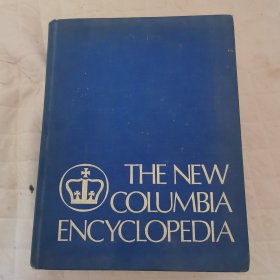 THE NEW
COLUMBIA
ENCYCLOPEDIA